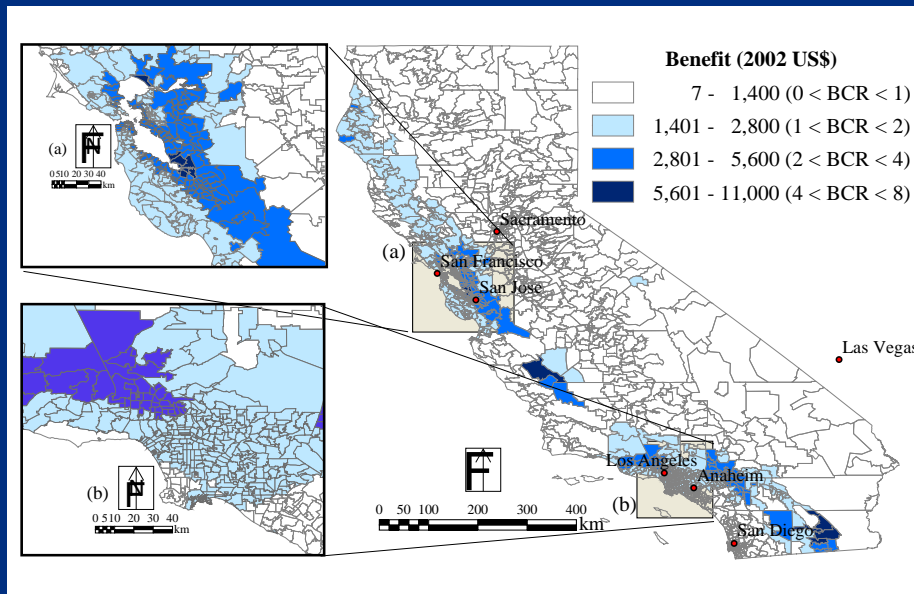 Benefit (2002 US$)
7 - 1,400 (0 < BCR < 1)
1,401 - 2,800 (1 < BCR < 2)
2,801 - 5,600 (2 < BCR < 4)
5,601 - 11,000 (4 < BCR < 8)
(a)
0 5 10 20 30 40
km
Sacramento
(a)
San Francisco
San Jose
Las Vegas
(b)
0 5 10 20 30 40
km
Los Angeles
Anaheim
(b)
San Diego
0 50 100 200 300 400
km